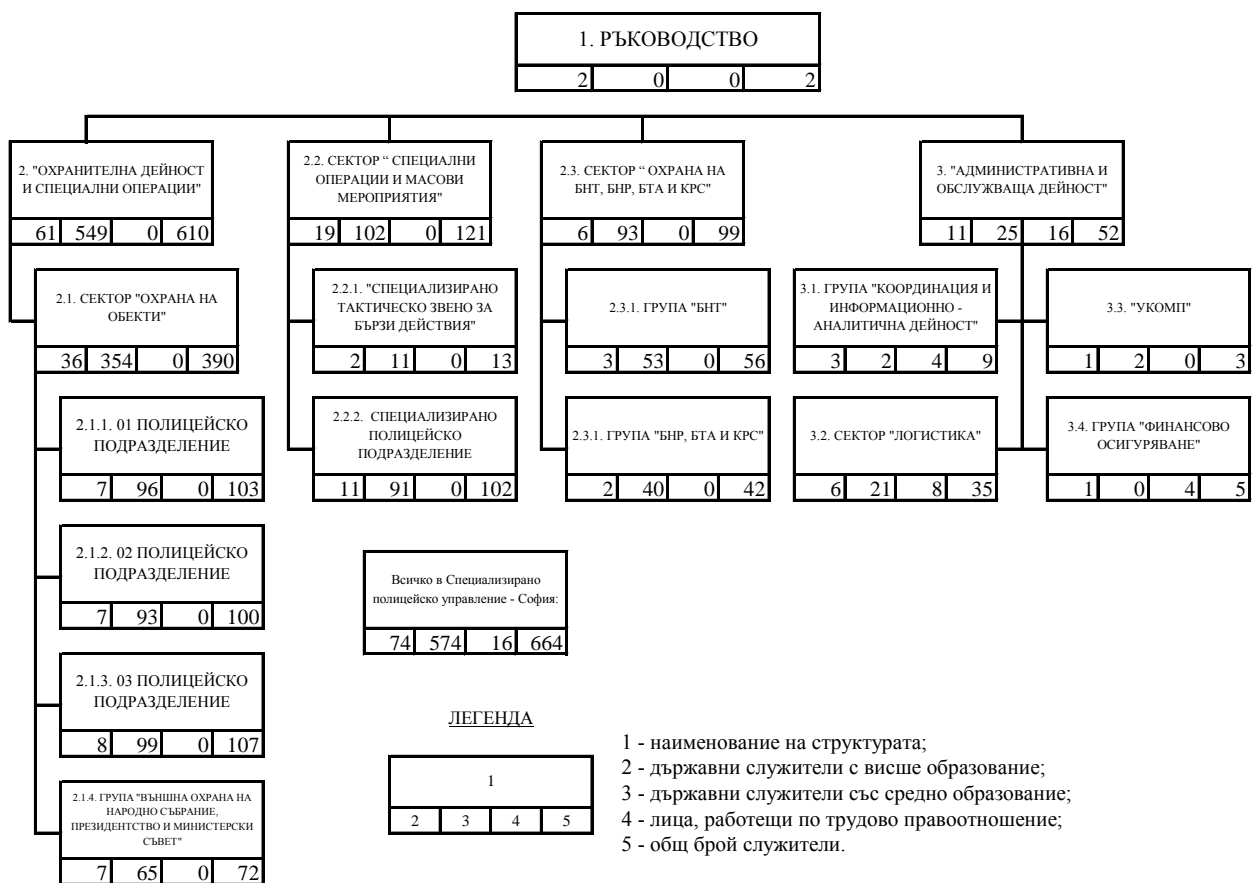 1. РЪКОВОДСТВО
2 0 0 2
2. "ОХРАНИТЕЛНА ДЕЙНОСТ
И СПЕЦИАЛНИ ОПЕРАЦИИ"
61 549 0 610
2.2. СЕКТОР “ СПЕЦИАЛНИ
ОПЕРАЦИИ И МАСОВИ
МЕРОПРИЯТИЯ"
19 102 0 121
2.3. СЕКТОР “ ОХРАНА НА
БНТ, БНР, БТА И КРС"
6 93 0 99
3. "АДМИНИСТРАТИВНА И
ОБСЛУЖВАЩА ДЕЙНОСТ"
11 25 16 52
2.1. СЕКТОР "ОХРАНА НА
ОБЕКТИ"
36 354 0 390
2.2.1. "СПЕЦИАЛИЗИРАНО
ТАКТИЧЕСКО ЗВЕНО ЗА
БЪРЗИ ДЕЙСТВИЯ"
2 11 0 13
2.3.1. ГРУПА "БНТ"
3 53 0 56
3.1. ГРУПА "КООРДИНАЦИЯ И
ИНФОРМАЦИОННО -
АНАЛИТИЧНА ДЕЙНОСТ"
3 2 4 9
3.3. "УКОМП"
1 2 0 3
2.1.1. 01 ПОЛИЦЕЙСКО
ПОДРАЗДЕЛЕНИЕ
7 96 0 103
2.2.2. СПЕЦИАЛИЗИРАНО
ПОЛИЦЕЙСКО
ПОДРАЗДЕЛЕНИЕ
11 91 0 102
2.3.1. ГРУПА "БНР, БТА И КРС"
2 40 0 42
3.2. СЕКТОР "ЛОГИСТИКА"
6 21 8 35
3.4. ГРУПА "ФИНАНСОВО
ОСИГУРЯВАНЕ"
1 0 4 5
2.1.2. 02 ПОЛИЦЕЙСКО
ПОДРАЗДЕЛЕНИЕ
7 93 0 100
Всичко в Специализирано
полицейско управление - София:
74 574 16 664
2.1.3. 03 ПОЛИЦЕЙСКО
ПОДРАЗДЕЛЕНИЕ
8 99 0 107
2.1.4. ГРУПА "ВЪНШНА ОХРАНА НА
НАРОДНО СЪБРАНИЕ,
ПРЕЗИДЕНТСТВО И МИНИСТЕРСКИ
СЪВЕТ"
7 65 0 72
ЛЕГЕНДА
1
2 3 4 5
1 - наименование на структурата;
2 - държавни служители с висше образование;
3 - държавни служители със средно образование;
4 - лица, работещи по трудово правоотношение;
5 - общ брой служители.